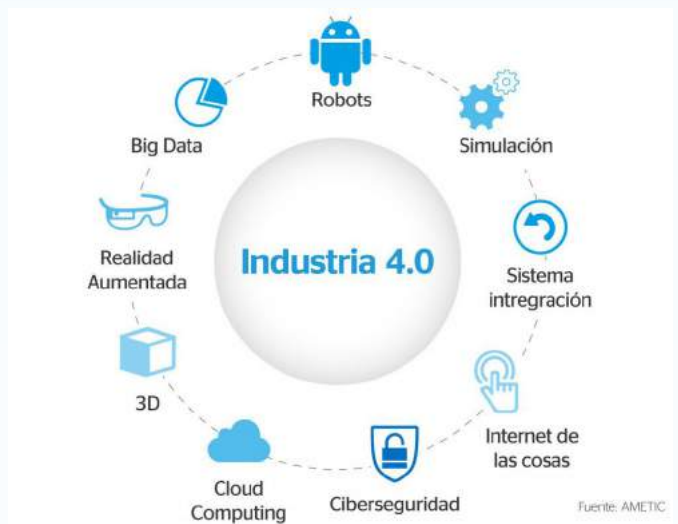 Robots
Big Data
Simulación
Realidad
Aumentada
Industria 4.0
Sistema
intregración
3D
Internet de
las cosas
Cloud
Computing
Ciberseguridad
Fuente: AMETIC